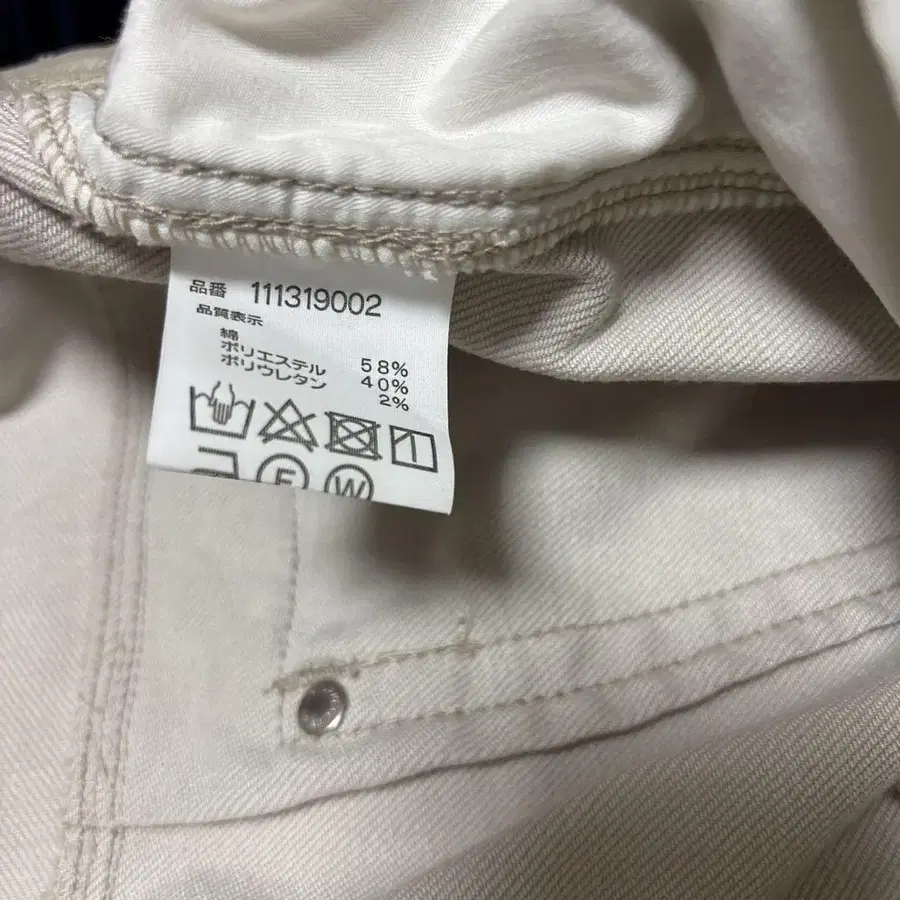 品番 111319002
品質表示
綿 58%
ポリエステル 40%
ポリウレタン 2%
F W